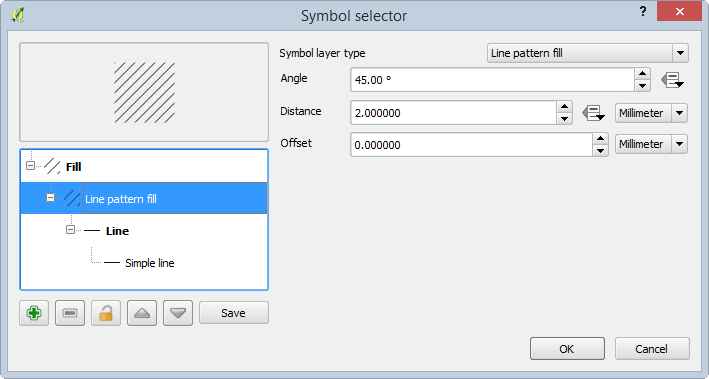 Symbol selector
?
Symbol layer type
Line pattern fill
Angle
45.00 °
Distance
2.000000
Millimeter
Offset
0.000000
Millimeter
Fill
Line pattern fill
Line
Simple line
Save
OK
Cancel